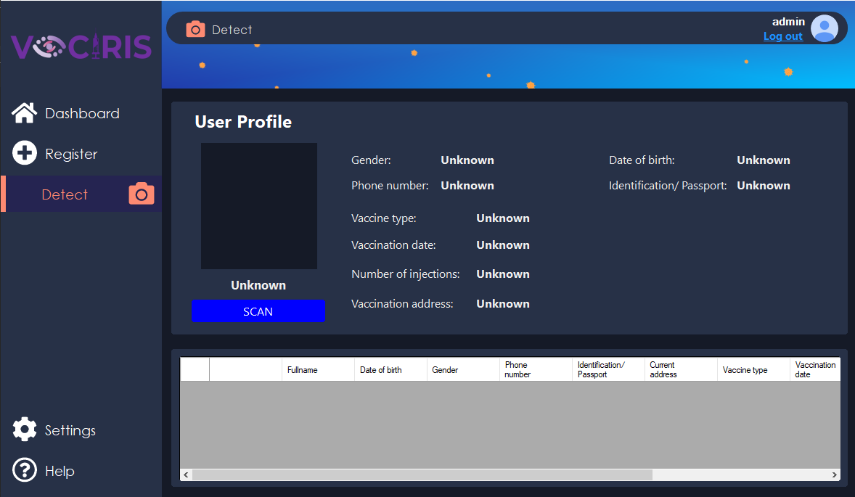 VOCIRIS
Detect
admin
Log out
Dashboard
Register
Detect
Settings
Help
User Profile
Unknown
SCAN
Gender: Unknown
Date of birth: Unknown
Phone number: Unknown
Identification/ Passport: Unknown
Vaccine type: Unknown
Vaccination date: Unknown
Number of injections: Unknown
Vaccination address: Unknown
Fullname
Date of birth
Gender
Phone
number
Identification/
Passport
Current
address
Vaccine type
Vaccination
date